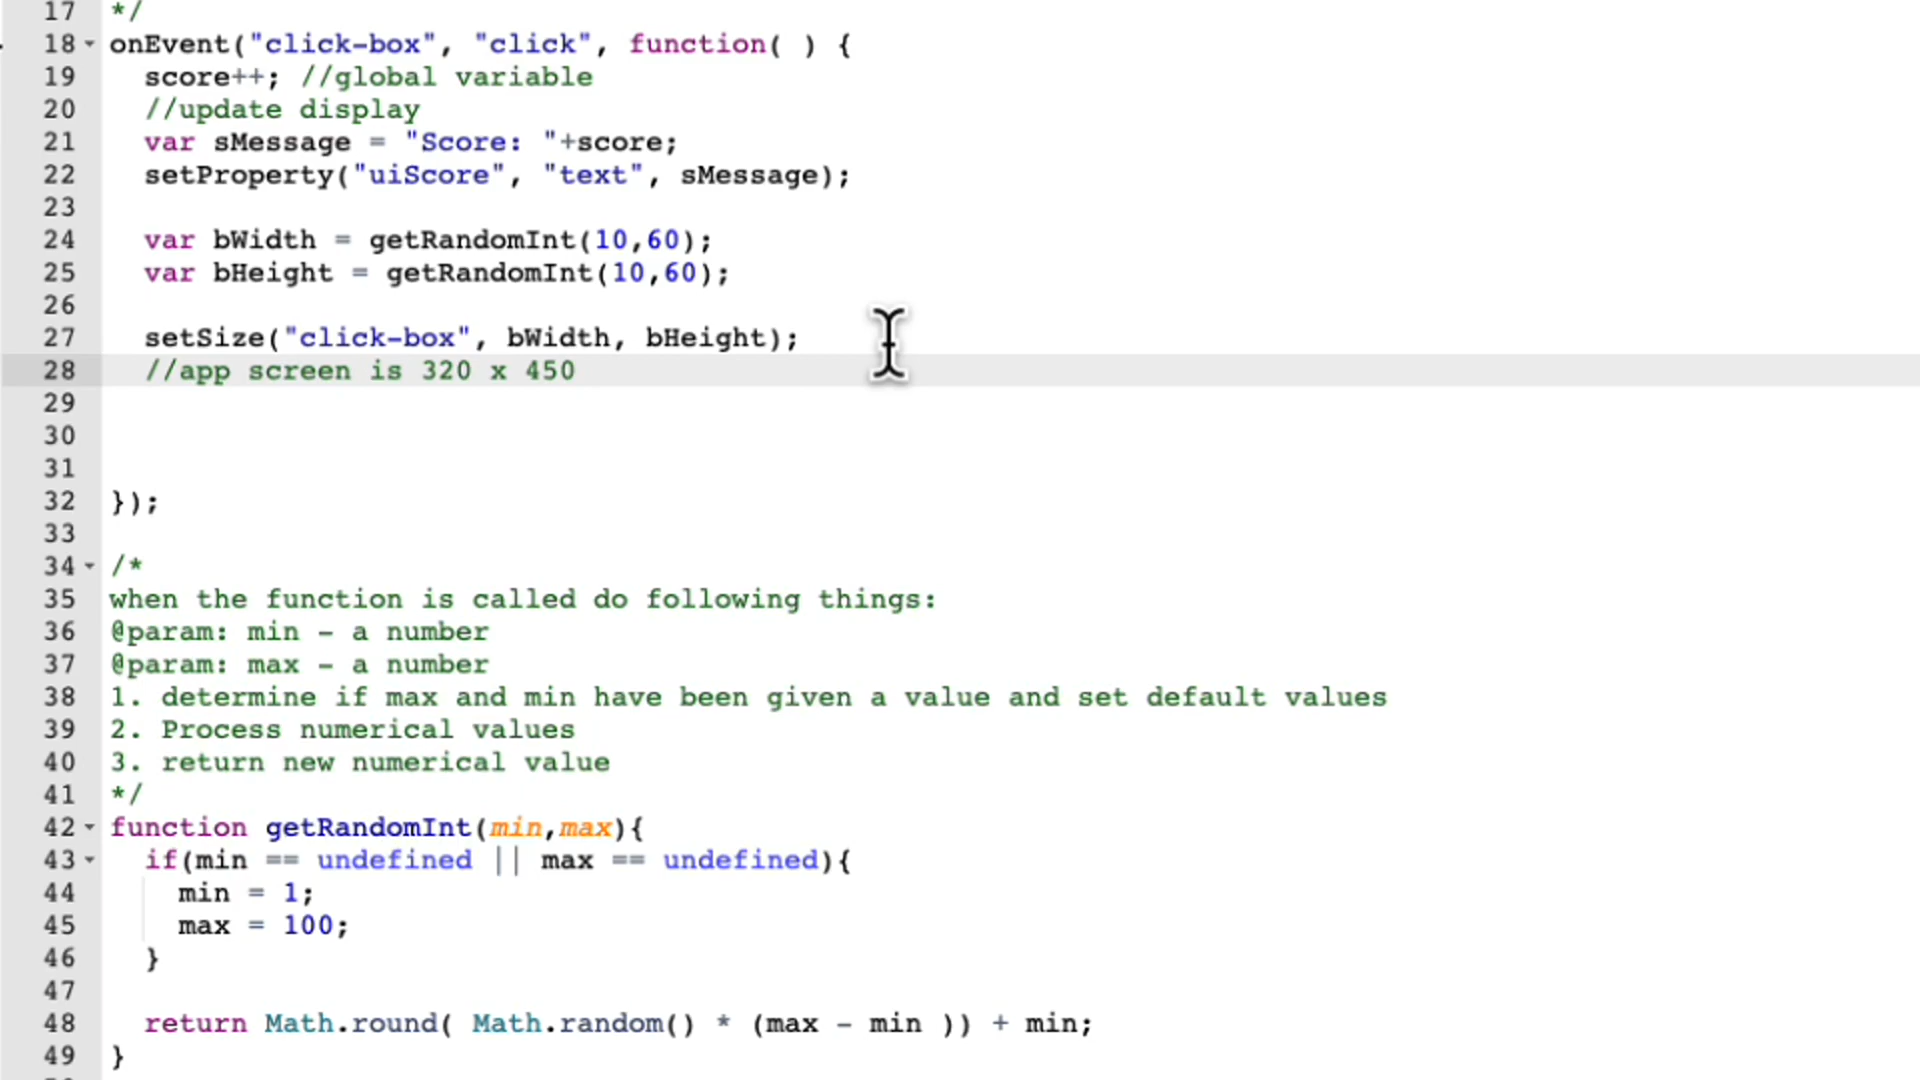 17 */
18 onEvent("click-box", "click", function( ) {
19 score++; //global variable
20 //update display
21 var sMessage = "Score: "+score;
22 setProperty("uiScore", "text", sMessage);
23
24 var bWidth = getRandomInt(10,60);
25 var bHeight = getRandomInt(10,60);
26
27 setSize("click-box", bWidth, bHeight);
28 //app screen is 320 x 450
29
30
31
32 });
33
34 /*
35 when the function is called do following things:
36 @param: min - a number
37 @param: max - a number
38 1. determine if max and min have been given a value and set default values
39 2. Process numerical values
40 3. return new numerical value
41 */
42 function getRandomInt(min,max){
43 if(min == undefined || max == undefined){
44 min = 1;
45 max = 100;
46 }
47
48 return Math.round( Math.random() * (max - min )) + min;
49 }